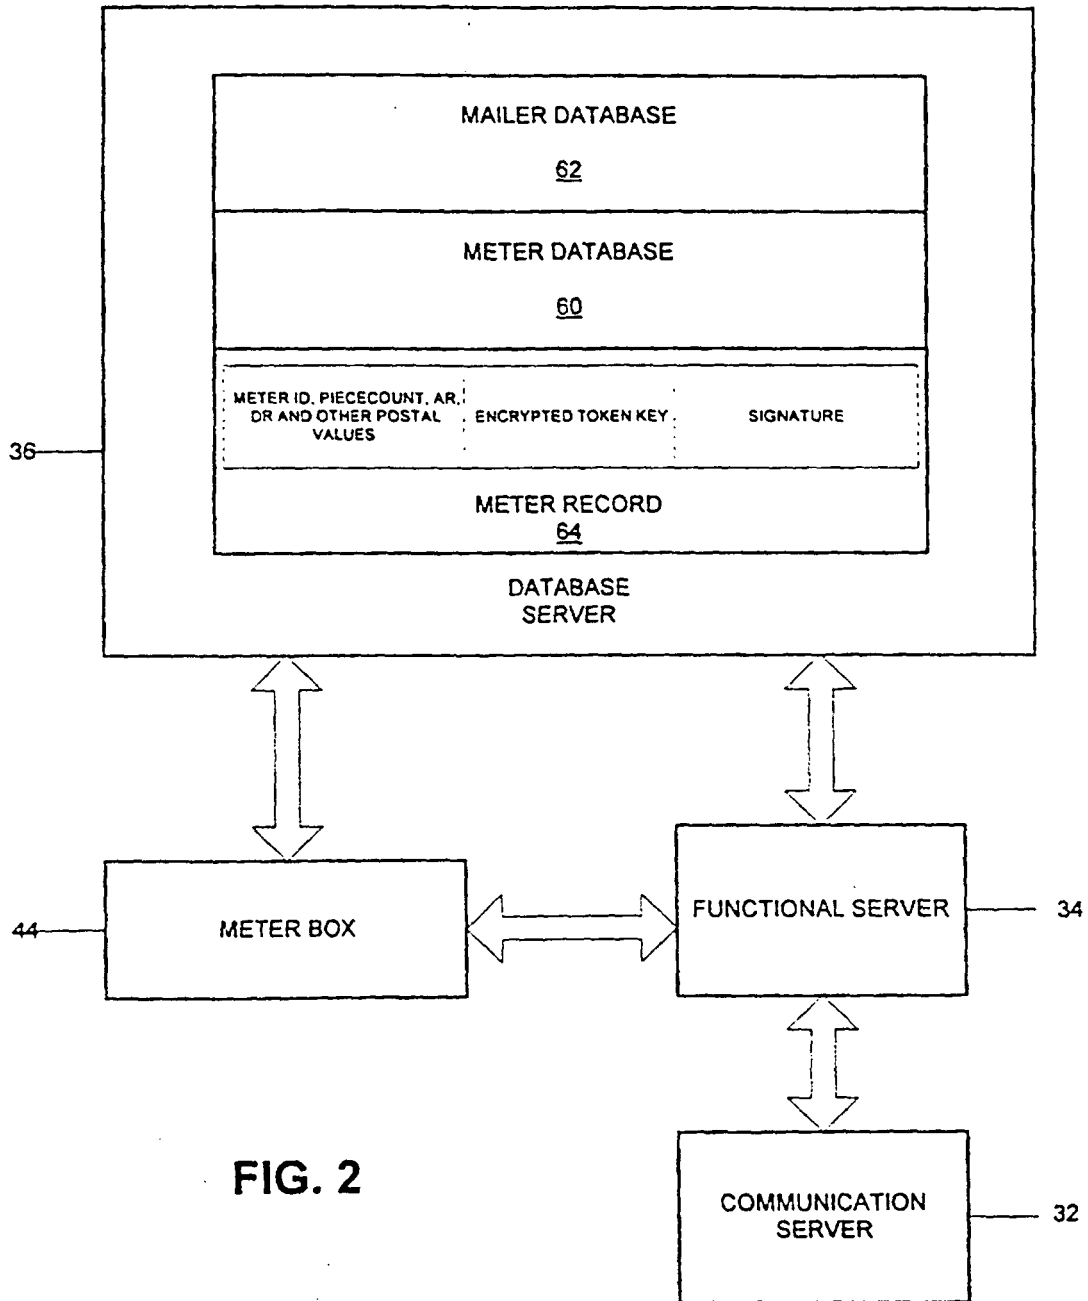 MAILER DATABASE
62
METER DATABASE
60
METER ID, PIECECOUNT, AR,
DR AND OTHER POSTAL
VALUES
ENCRYPTED TOKEN KEY
SIGNATURE
36
METER RECORD
64
DATABASE
SERVER
44
METER BOX
FUNCTIONAL SERVER
34
FIG. 2
COMMUNICATION
SERVER
32